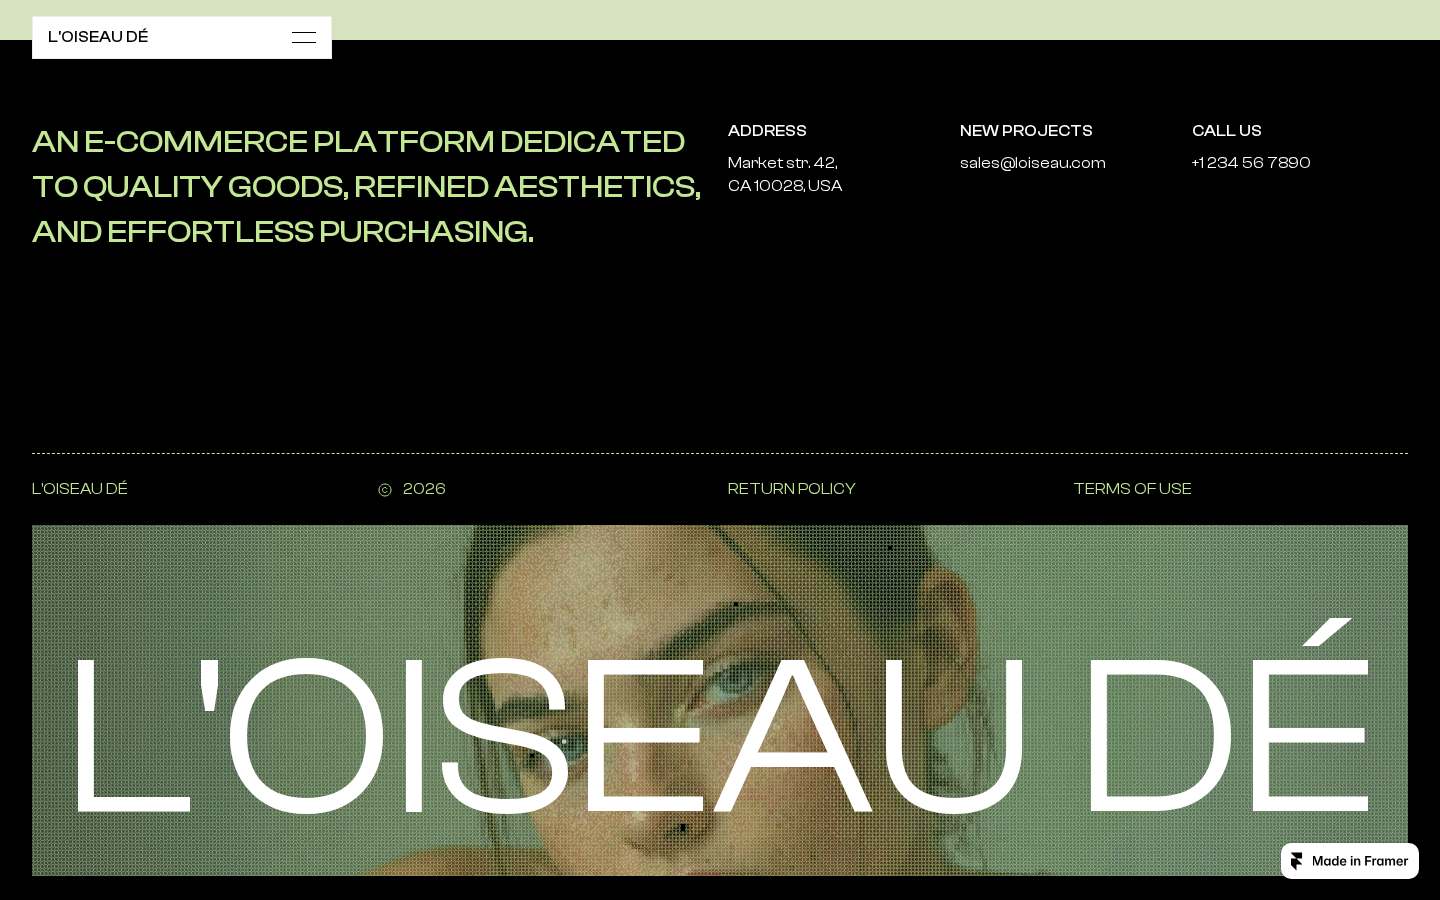 L'OISEAU DÉ
AN E-COMMERCE PLATFORM DEDICATED
TO QUALITY GOODS, REFINED AESTHETICS,
AND EFFORTLESS PURCHASING.
ADDRESS
Market str. 42,
CA 10028, USA
NEW PROJECTS
sales@loiseau.com
CALL US
+1 234 56 7890
L'OISEAU DÉ
© 2026
RETURN POLICY
TERMS OF USE
L'OISEAU DÉ
Made in Framer